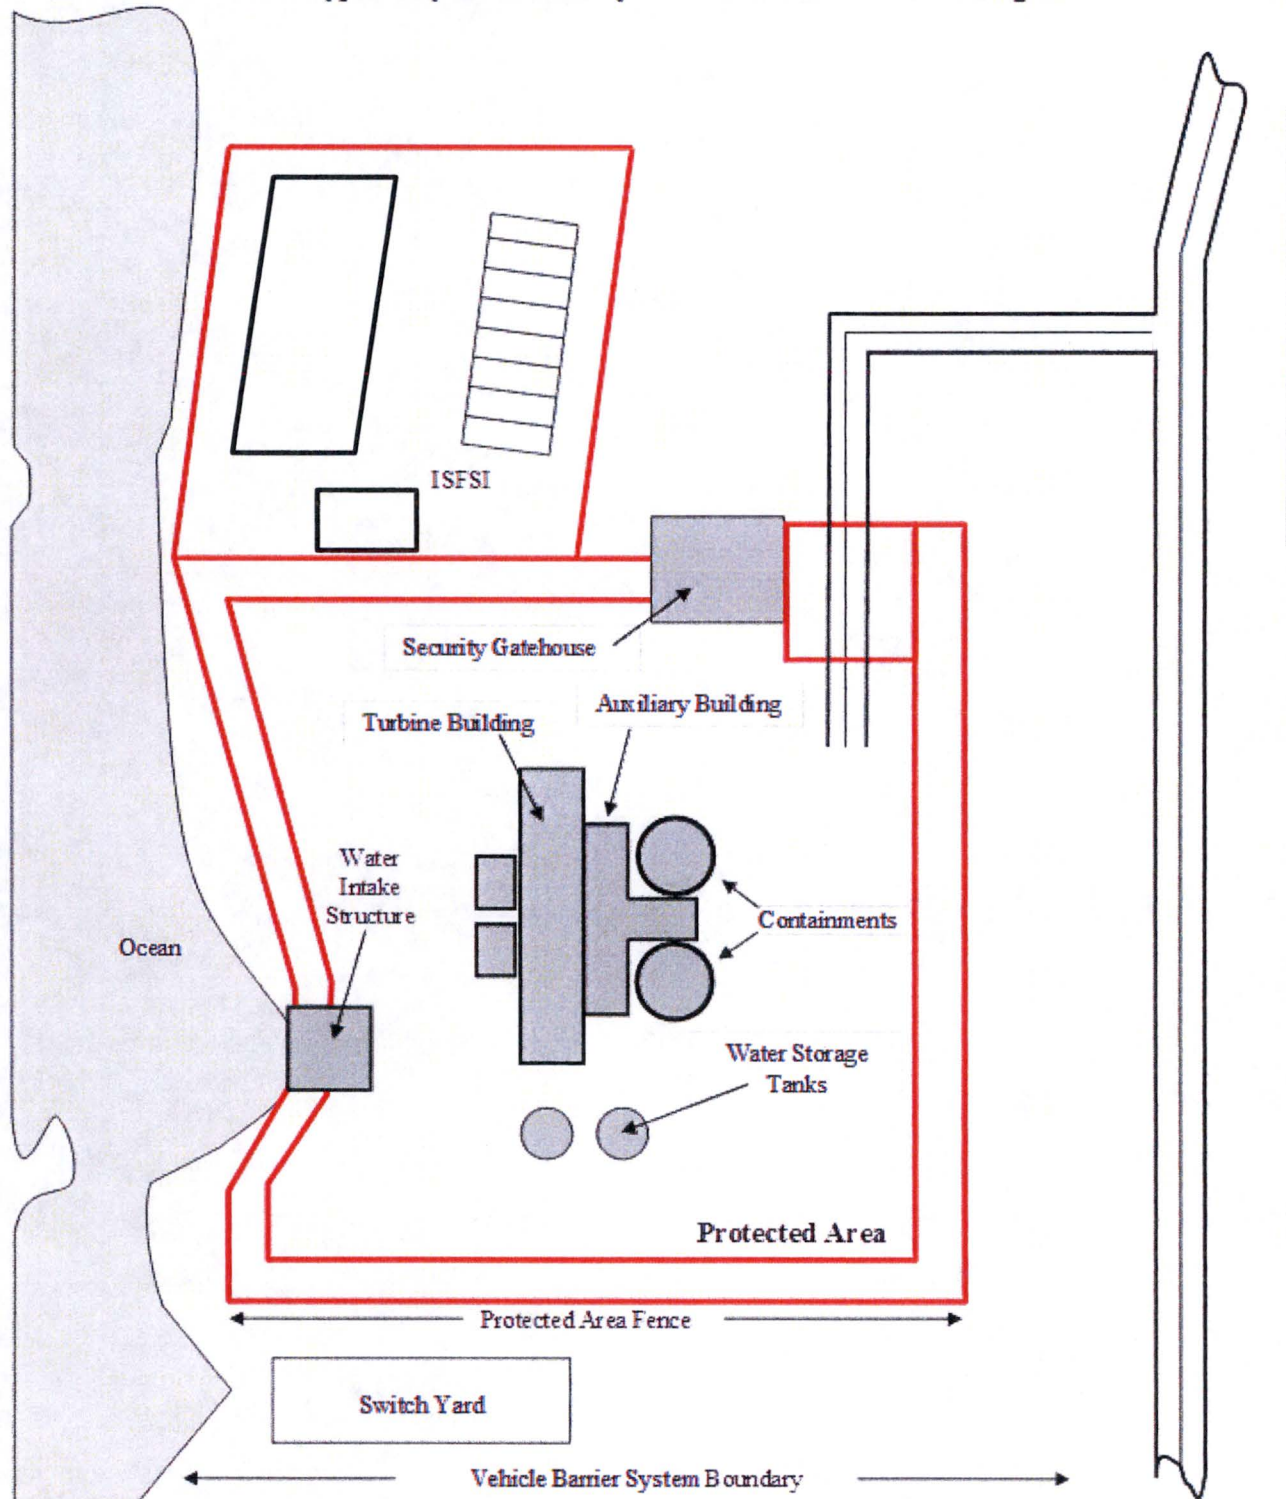 ISFSI
Security Gatehouse
Auxiliary Building
Turbine Building
Water
Intake
Structure
Containments
Ocean
Water Storage
Tanks
Protected Area
Protected Area Fence
Switch Yard
Vehicle Barrier System Boundary